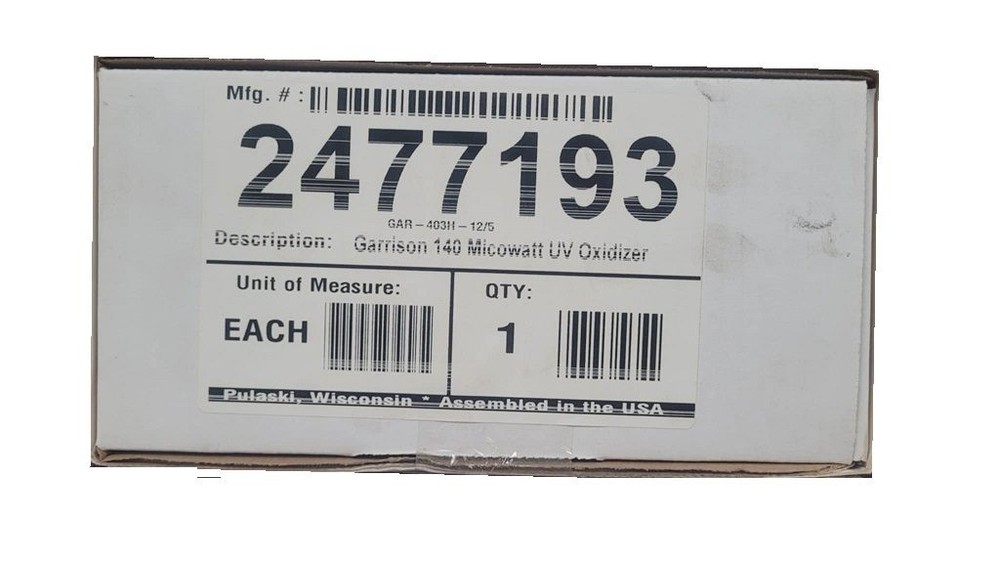 Mfg. # :
2477193
GAR-403H-12/5
Description: Garrison 140 Micowatt UV Oxidizer
Unit of Measure: QTY:
EACH 1
Pulaski, Wisconsin * Assembled in the USA